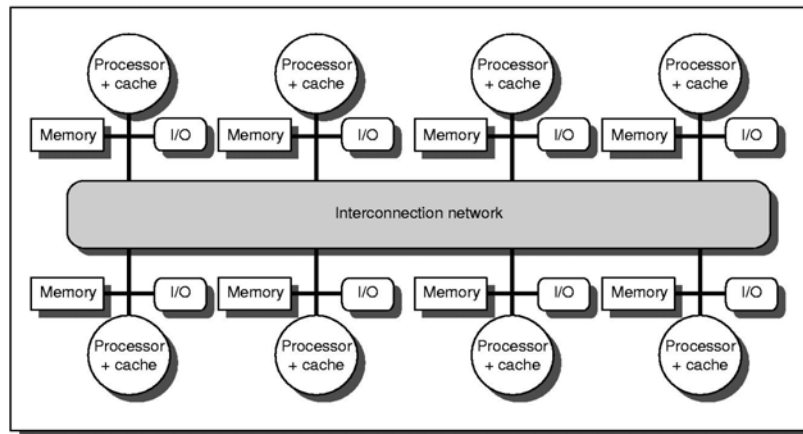 Processor
+ cache
Processor
+ cache
Processor
+ cache
Processor
+ cache
Memory
I/O
Memory
I/O
Memory
I/O
Memory
I/O
Interconnection network
Memory
I/O
Memory
I/O
Memory
I/O
Memory
I/O
Processor
+ cache
Processor
+ cache
Processor
+ cache
Processor
+ cache